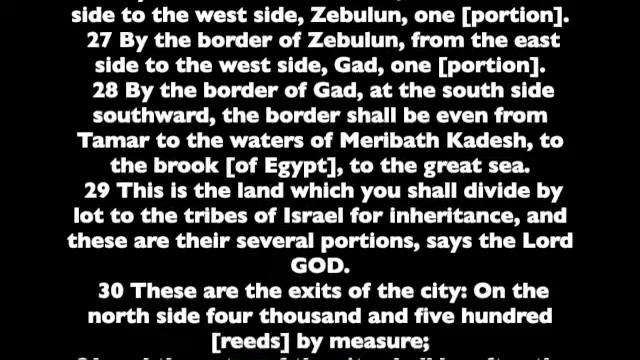 side to the west side, Zebulun, one [portion].
27 By the border of Zebulun, from the east
side to the west side, Gad, one [portion].
28 By the border of Gad, at the south side
southward, the border shall be even from
Tamar to the waters of Meribath Kadesh, to
the brook [of Egypt], to the great sea.
29 This is the land which you shall divide by
lot to the tribes of Israel for inheritance, and
these are their several portions, says the Lord
GOD.
30 These are the exits of the city: On the
north side four thousand and five hundred
[reeds] by measure;